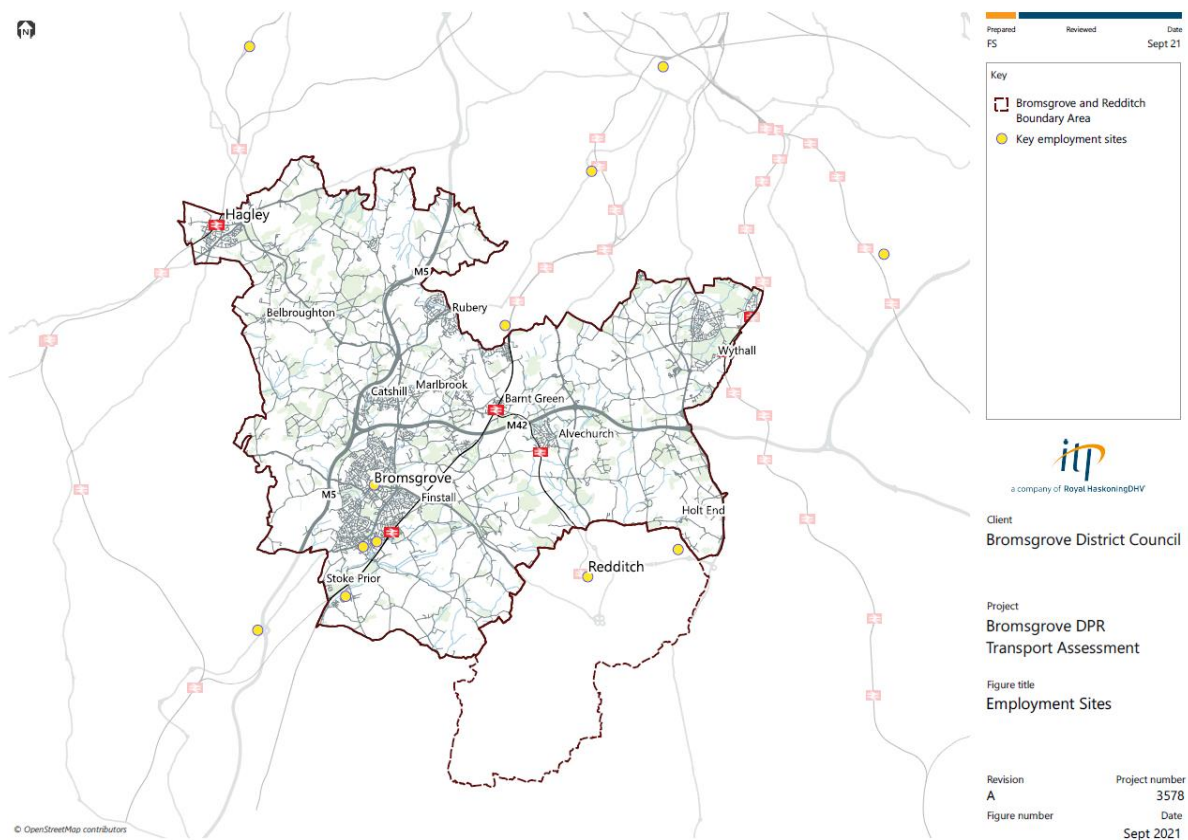 N
Hagley
M5
Rubery
Belbroughton
Wythall
Catshill
Marlbrook
Barnt Green
M42
Alvechurch
Bromsgrove
M5
Finstall
Holt End
Redditch
Stoke Prior
© OpenStreetMap contributors
Prepared Reviewed Date
FS Sept 21
Key
Bromsgrove and Redditch
Boundary Area
Key employment sites
itp
a company of Royal HaskoningDHV
Client
Bromsgrove District Council
Project
Bromsgrove DPR
Transport Assessment
Figure title
Employment Sites
Revision Project number
A 3578
Figure number Date
Sept 2021